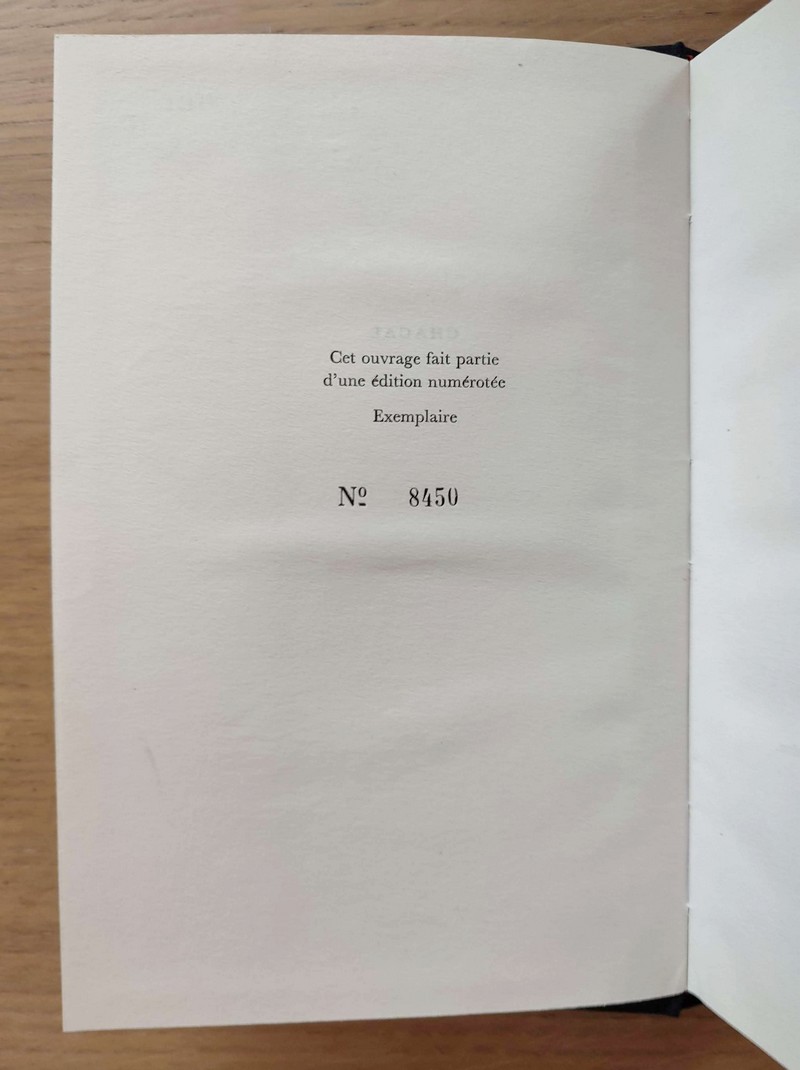 Cet ouvrage fait partie
d'une édition numérotée
Exemplaire
Nº 8450